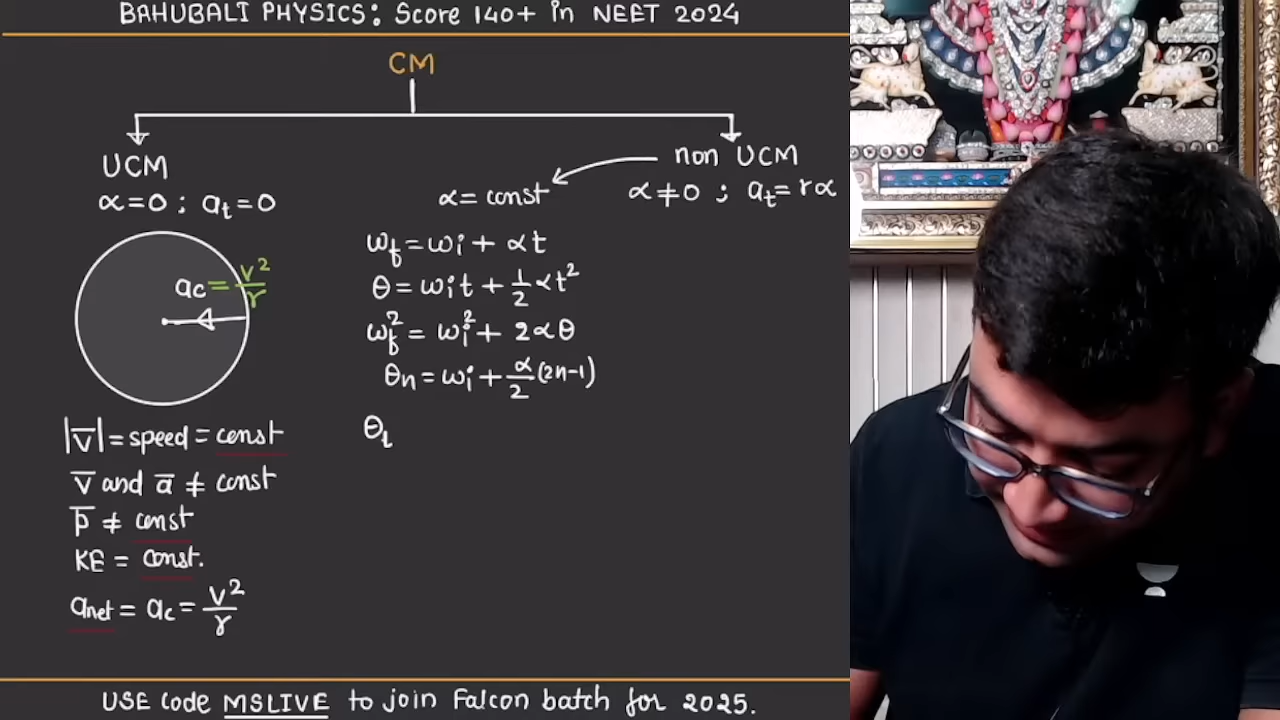 BAHUBALI PHYSICS: Score 140+ in NEET 2024
CM
UCM
α=0 ; at=0
non UCM
α≠0 ; at=rα
α= const
ac = v²/r
ωf = ωi + αt
θ = ωit + 1/2 αt²
ωf² = ωi² + 2αθ
θn = ωi + α/2 (2n-1)
θ
|v̅| = speed = const
v̅ and a̅ ≠ const
p̅ ≠ const
KE = const.
anet = ac = v²/r
USE Code MSLIVE to join Falcon batch for 2025.